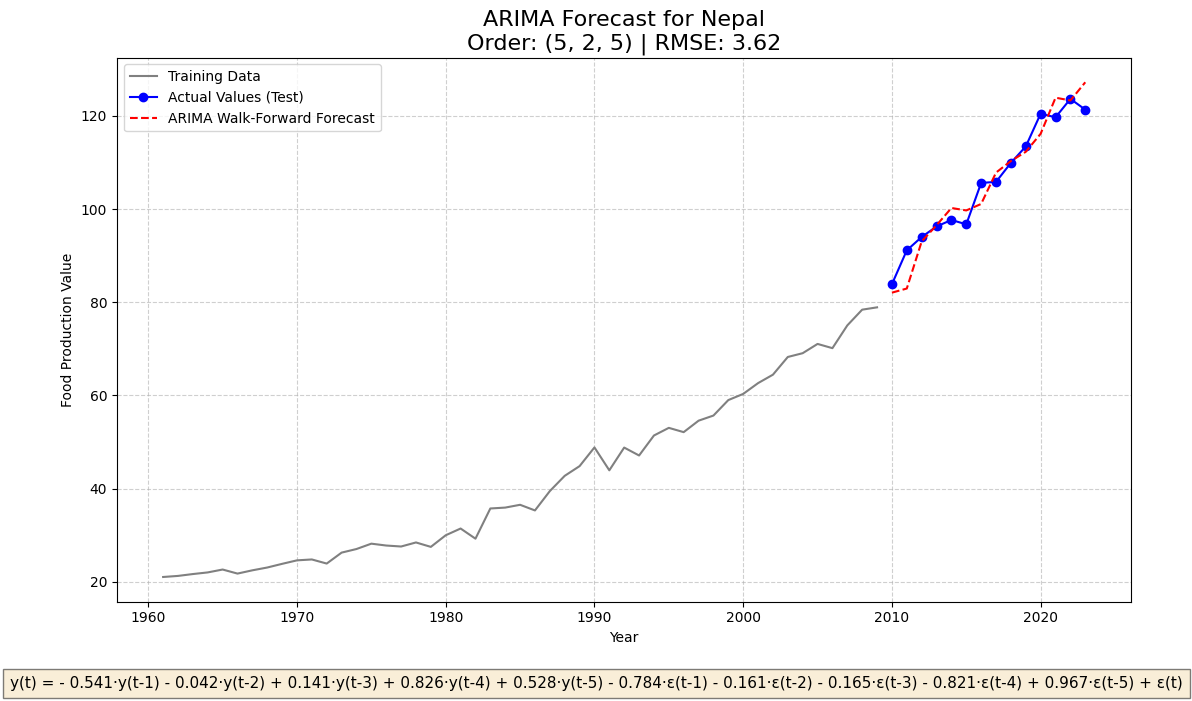 ARIMA Forecast for Nepal
Order: (5, 2, 5) | RMSE: 3.62
Training Data
Actual Values (Test)
ARIMA Walk-Forward Forecast
Food Production Value
120
100
80
60
40
20
1960 1970 1980 1990 2000 2010 2020
Year
y(t) = - 0.541·y(t-1) - 0.042·y(t-2) + 0.141·y(t-3) + 0.826·y(t-4) + 0.528·y(t-5) - 0.784·ε(t-1) - 0.161·ε(t-2) - 0.165·ε(t-3) - 0.821·ε(t-4) + 0.967·ε(t-5) + ε(t)